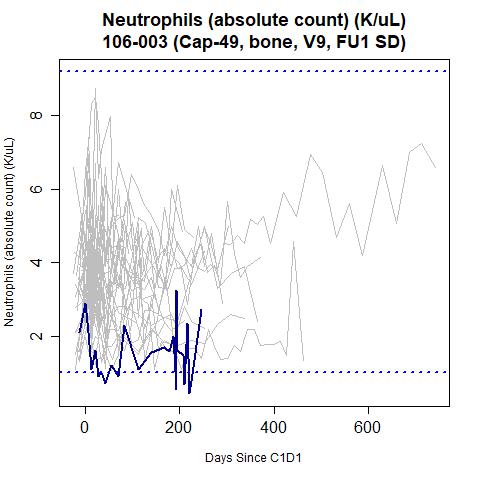 Neutrophils (absolute count) (K/uL)
106-003 (Cap-49, bone, V9, FU1 SD)
Neutrophils (absolute count) (K/uL)
8
6
4
2
0
200
400
600
Days Since C1D1